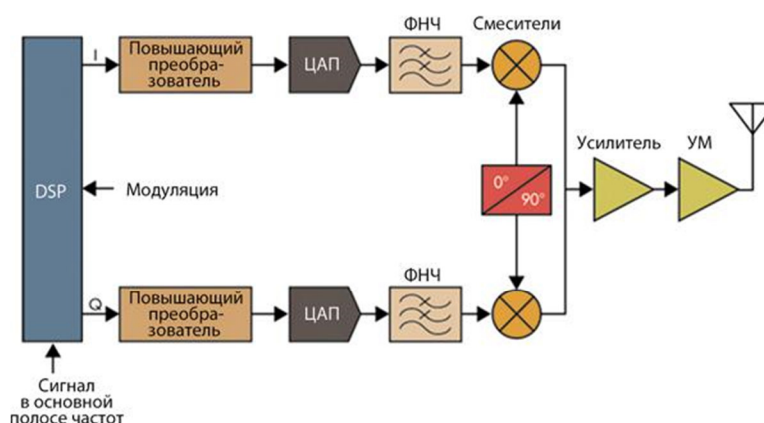 ФНЧ
Смесители
I
Повышающий
преобра-
зователь
ЦАП
Усилитель
УМ
DSP
Модуляция
0°
90°
ФНЧ
Q
Повышающий
преобра-
зователь
ЦАП
Сигнал
в основной
полосе частот